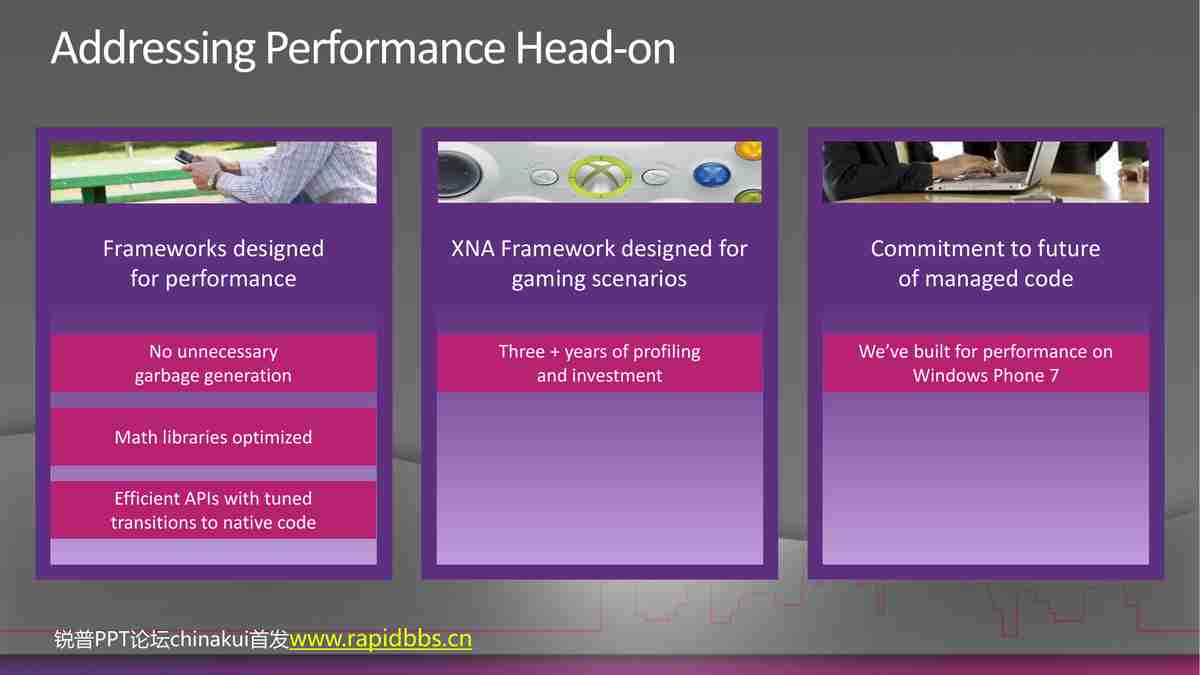 Addressing Performance Head-on
Frameworks designed
for performance
No unnecessary
garbage generation
Math libraries optimized
Efficient APIs with tuned
transitions to native code
XNA Framework designed for
gaming scenarios
Three + years of profiling
and investment
Commitment to future
of managed code
We’ve built for performance on
Windows Phone 7
锐普PPT论坛chinakui首发www.rapidbbs.cn